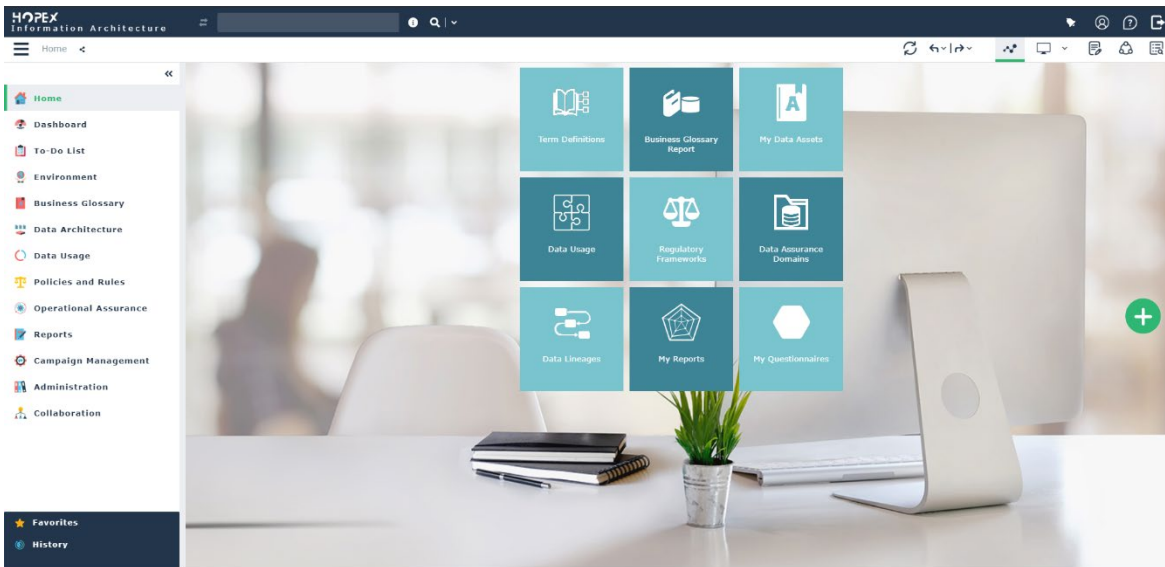 HOPEX
Information Architecture
Home
Home
Dashboard
To-Do List
Environment
Business Glossary
Data Architecture
Data Usage
Policies and Rules
Operational Assurance
Reports
Campaign Management
Administration
Collaboration
Favorites
History
Term Definitions
Business Glossary
Report
My Data Assets
Data Usage
Regulatory
Frameworks
Data Assurance
Domains
Data Lineages
My Reports
My Questionnaires